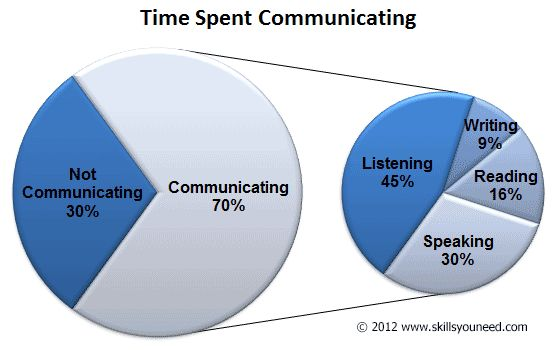 Time Spent Communicating
Not
Communicating
30%
Communicating
70%
Listening
45%
Writing
9%
Reading
16%
Speaking
30%
© 2012 www.skillsyouneed.com